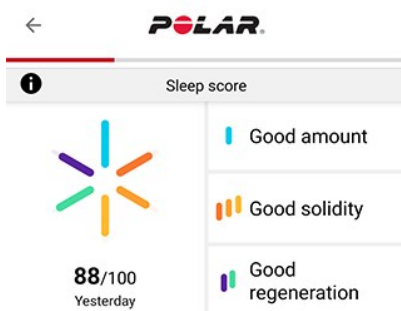 POLAR.
Sleep score
Good amount
Good solidity
Good
regeneration
88/100
Yesterday